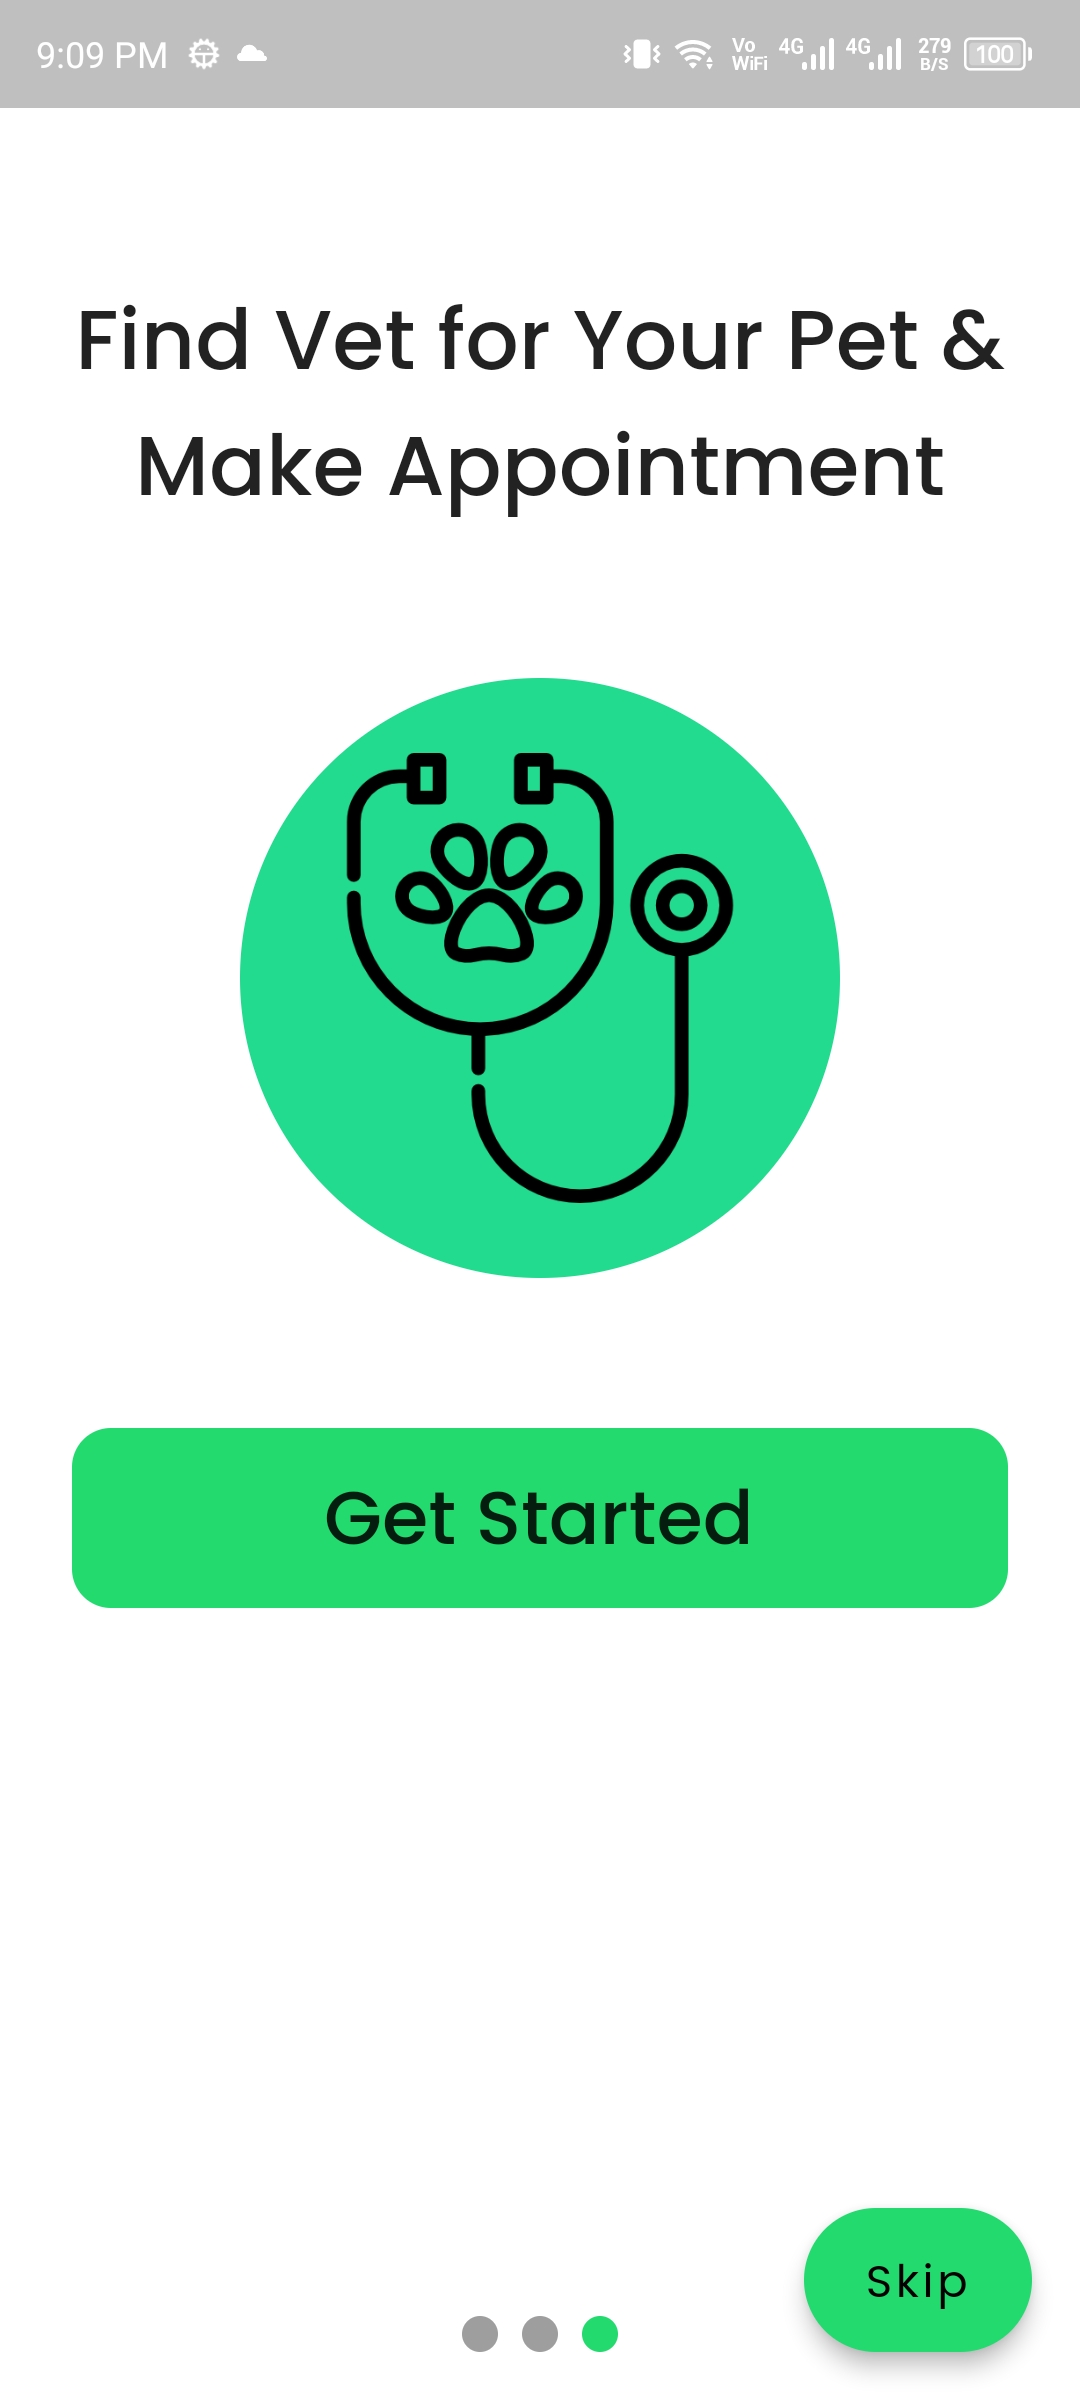 9:09 PM
Vo WiFi 4G 4G 279 B/S 100
Find Vet for Your Pet &
Make Appointment
Get Started
Skip